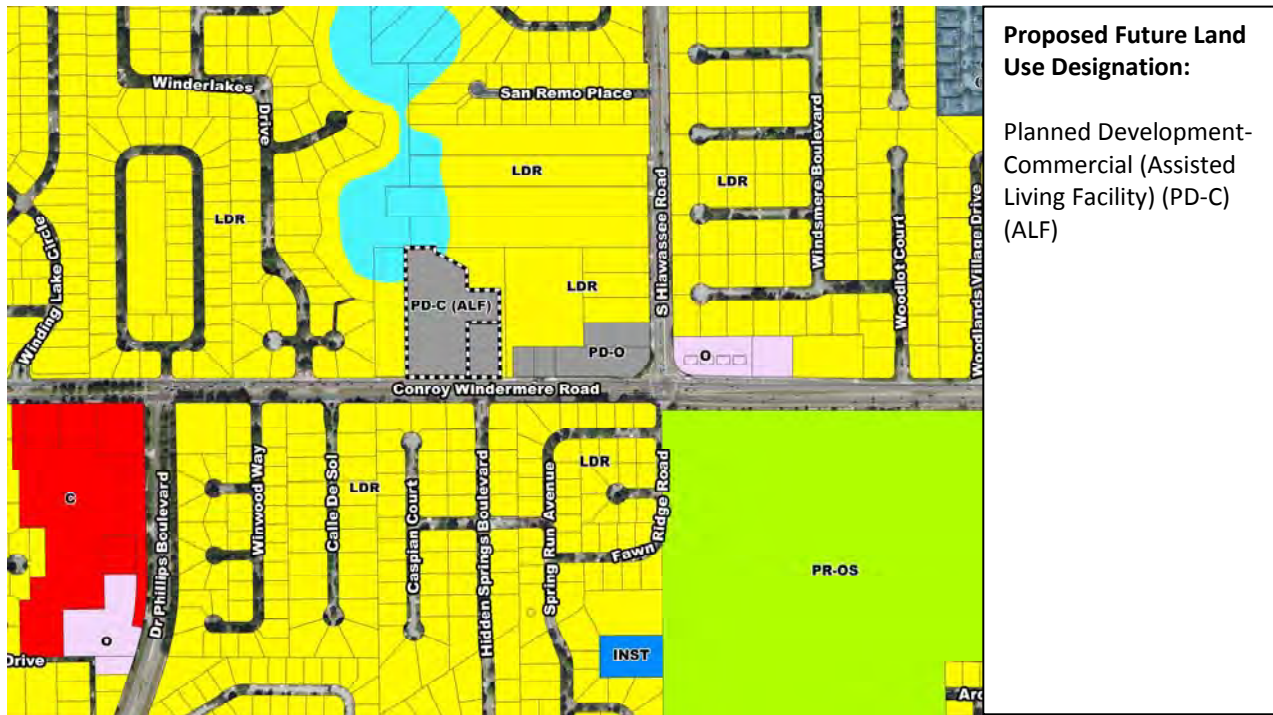 Winderlakes
Drive
San Remo Place
LDR
LDR
LDR
Winding Lake Circle
S Hiawassee Road
Windsmere Boulevard
Woodlot Court
Woodlands Village Drive
PD-C (ALF)
LDR
PD-O
O
Conroy Windermere Road
C
Dr Phillips Boulevard
Winwood Way
Calle De Sol
LDR
Caspian Court
Hidden Springs Boulevard
Spring Run Avenue
LDR
Fawn Ridge Road
PR-OS
O
INST
Drive
Proposed Future Land
Use Designation:
Planned Development-
Commercial (Assisted
Living Facility) (PD-C)
(ALF)